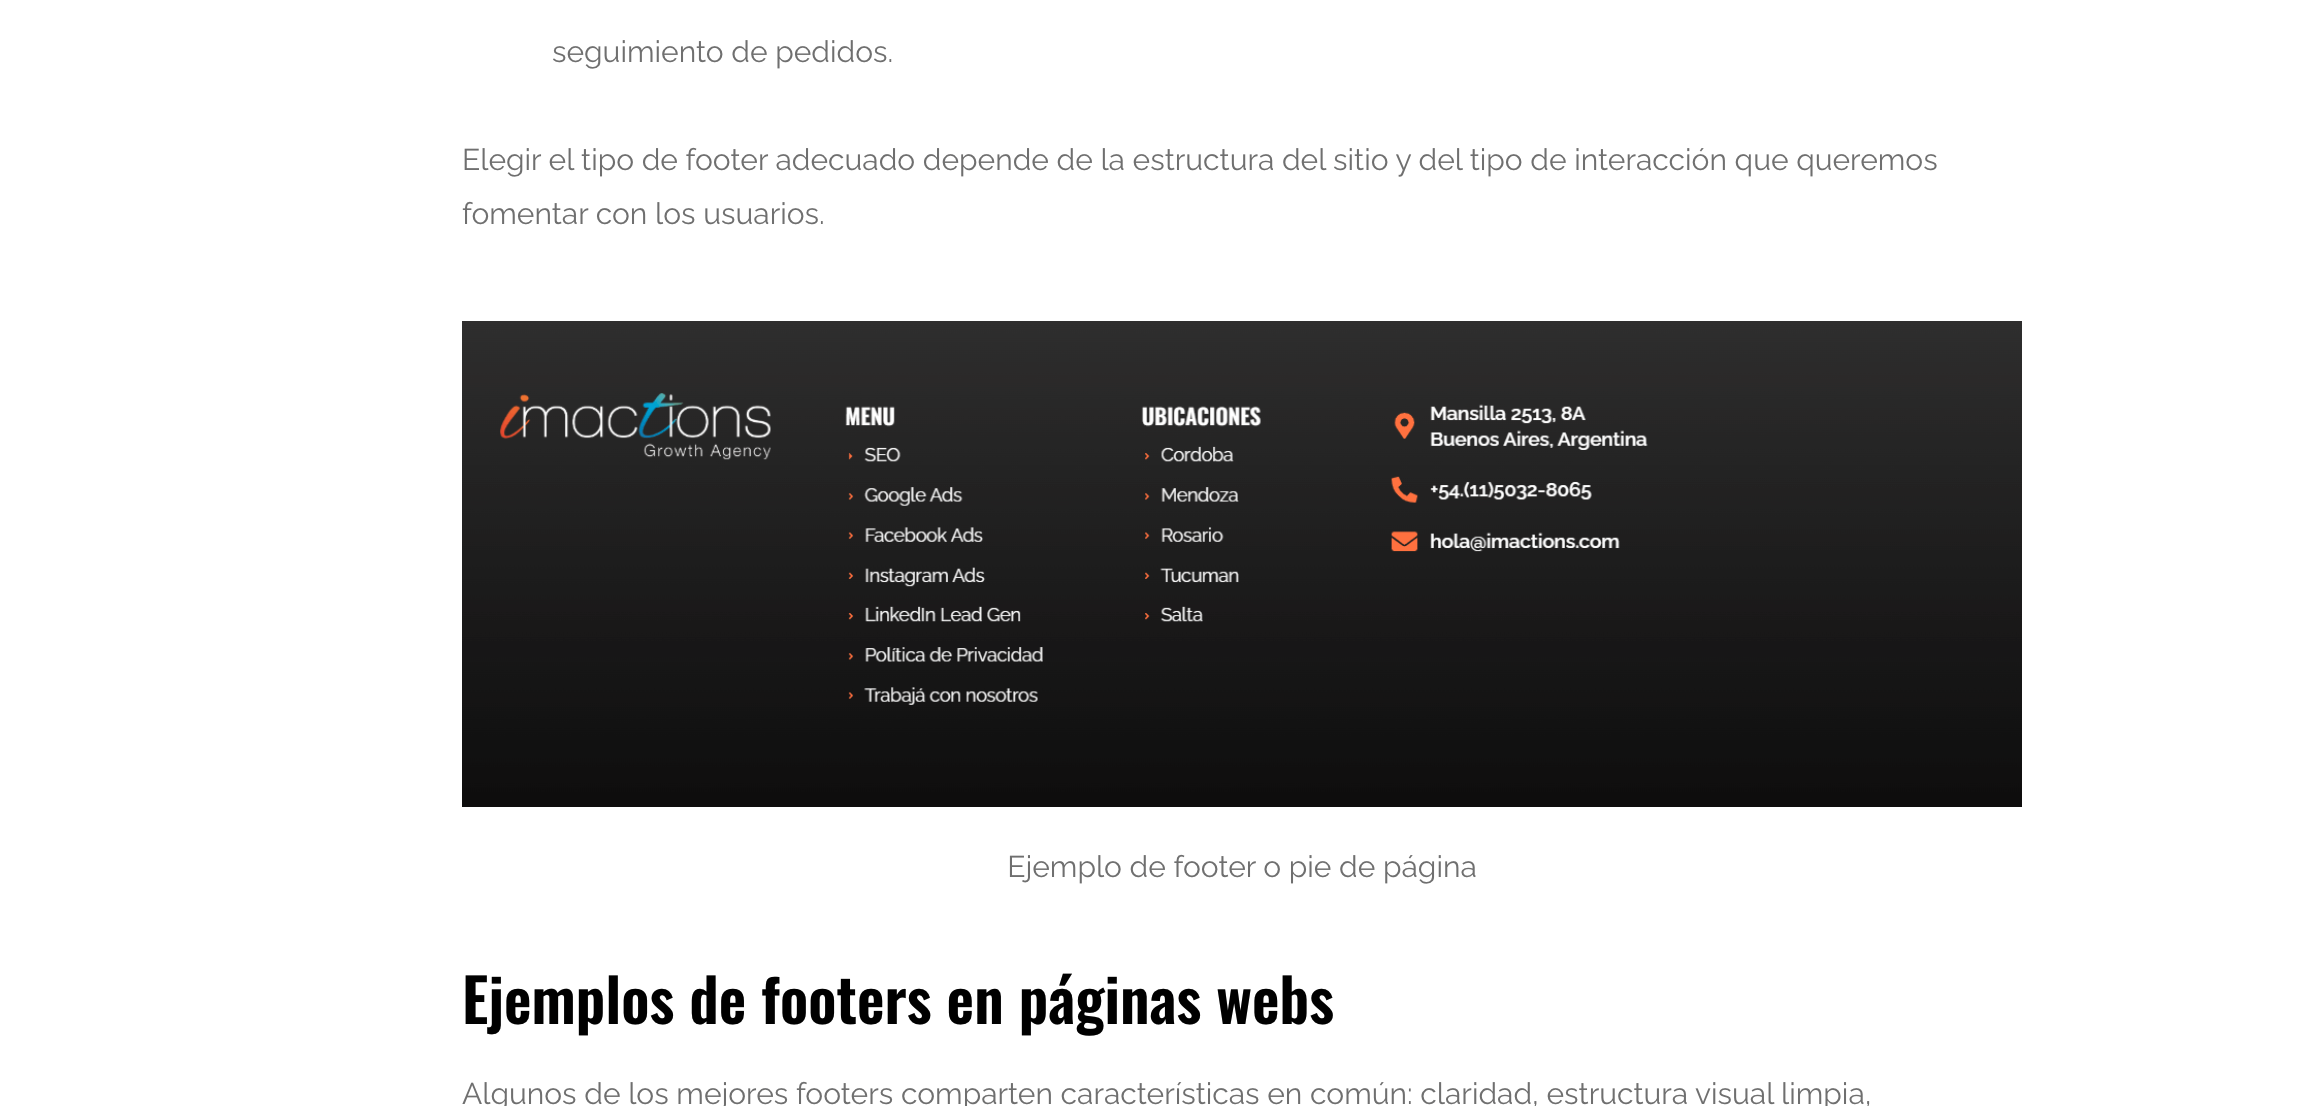 seguimiento de pedidos.
Elegir el tipo de footer adecuado depende de la estructura del sitio y del tipo de interacción que queremos
fomentar con los usuarios.
imactions
Growth Agency
MENU
SEO
Google Ads
Facebook Ads
Instagram Ads
LinkedIn Lead Gen
Política de Privacidad
Trabajá con nosotros
UBICACIONES
Cordoba
Mendoza
Rosario
Tucuman
Salta
Mansilla 2513, 8A
Buenos Aires, Argentina
+54.(11)5032-8065
hola@imactions.com
Ejemplo de footer o pie de página
Ejemplos de footers en páginas webs
Algunos de los mejores footers comparten características en común: claridad, estructura visual limpia,